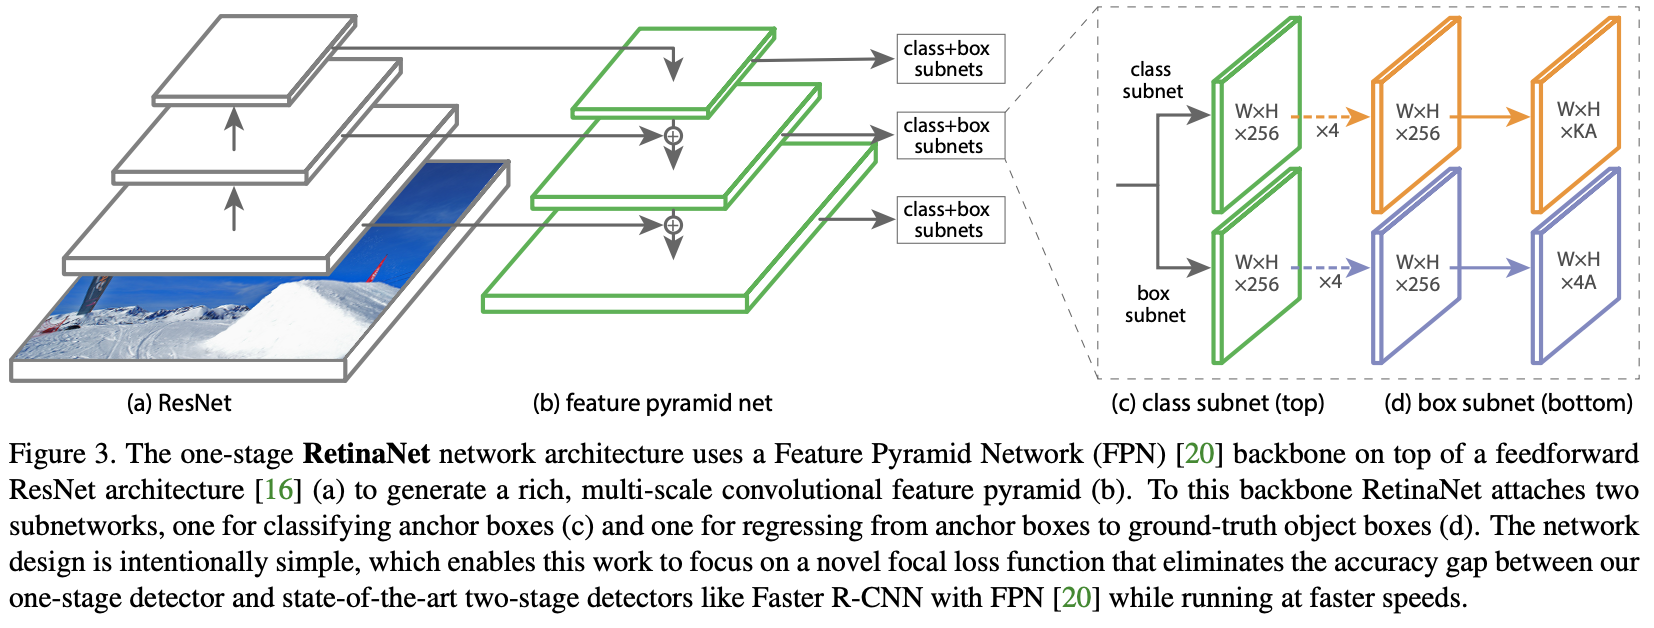 class+box
subnets
class+box
subnets
class+box
subnets
class
subnet
W×H
×256
×4
W×H
×256
W×H
×KA
box
subnet
W×H
×256
×4
W×H
×256
W×H
×4A
(a) ResNet
(b) feature pyramid net
(c) class subnet (top)
(d) box subnet (bottom)
Figure 3. The one-stage RetinaNet network architecture uses a Feature Pyramid Network (FPN) [20] backbone on top of a feedforward
ResNet architecture [16] (a) to generate a rich, multi-scale convolutional feature pyramid (b). To this backbone RetinaNet attaches two
subnetworks, one for classifying anchor boxes (c) and one for regressing from anchor boxes to ground-truth object boxes (d). The network
design is intentionally simple, which enables this work to focus on a novel focal loss function that eliminates the accuracy gap between our
one-stage detector and state-of-the-art two-stage detectors like Faster R-CNN with FPN [20] while running at faster speeds.